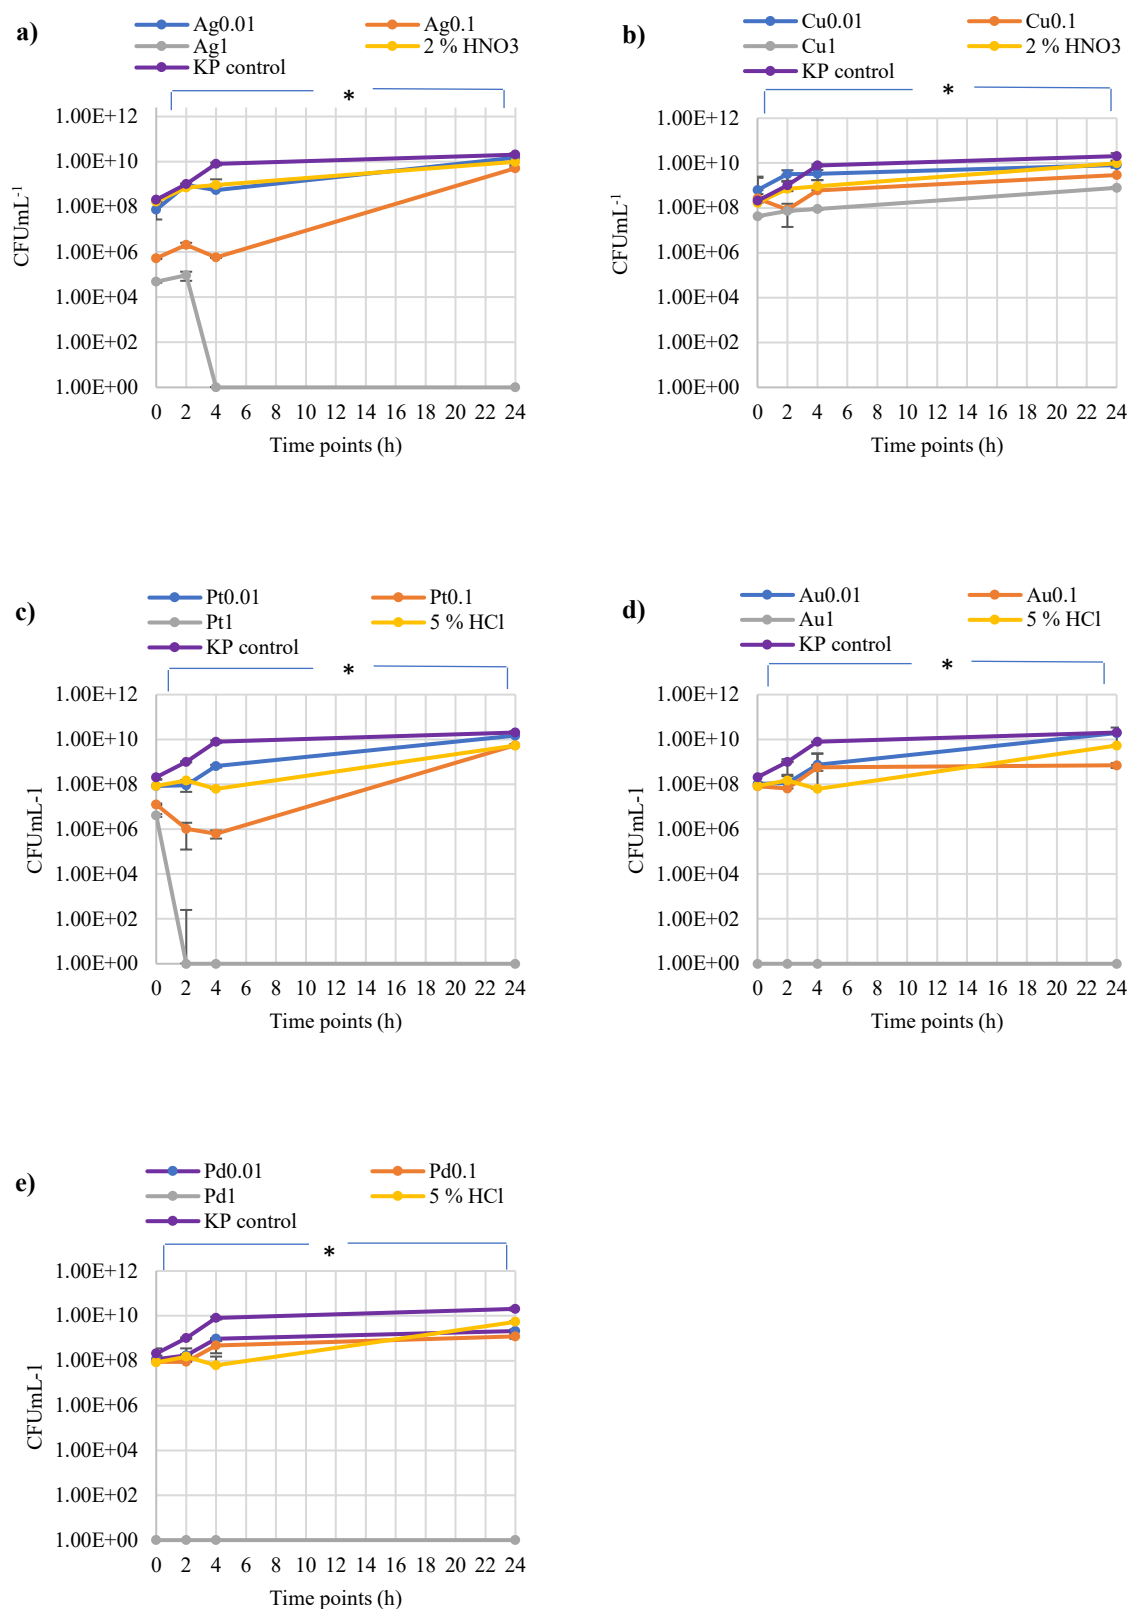 a)
Ag0.01 Ag0.1
Ag1 2 % HNO3
KP control
*
1.00E+12
1.00E+10
1.00E+08
1.00E+06
1.00E+04
1.00E+02
1.00E+00
CFUmL-1
0 2 4 6 8 10 12 14 16 18 20 22 24
Time points (h)
b)
Cu0.01 Cu0.1
Cu1 2 % HNO3
KP control
*
1.00E+12
1.00E+10
1.00E+08
1.00E+06
1.00E+04
1.00E+02
1.00E+00
CFUmL-1
0 2 4 6 8 10 12 14 16 18 20 22 24
Time points (h)
c)
Pt0.01 Pt0.1
Pt1 5 % HCl
KP control
*
1.00E+12
1.00E+10
1.00E+08
1.00E+06
1.00E+04
1.00E+02
1.00E+00
CFUmL-1
0 2 4 6 8 10 12 14 16 18 20 22 24
Time points (h)
d)
Au0.01 Au0.1
Au1 5 % HCl
KP control
*
1.00E+12
1.00E+10
1.00E+08
1.00E+06
1.00E+04
1.00E+02
1.00E+00
CFUmL-1
0 2 4 6 8 10 12 14 16 18 20 22 24
Time points (h)
e)
Pd0.01 Pd0.1
Pd1 5 % HCl
KP control
*
1.00E+12
1.00E+10
1.00E+08
1.00E+06
1.00E+04
1.00E+02
1.00E+00
CFUmL-1
0 2 4 6 8 10 12 14 16 18 20 22 24
Time points (h)